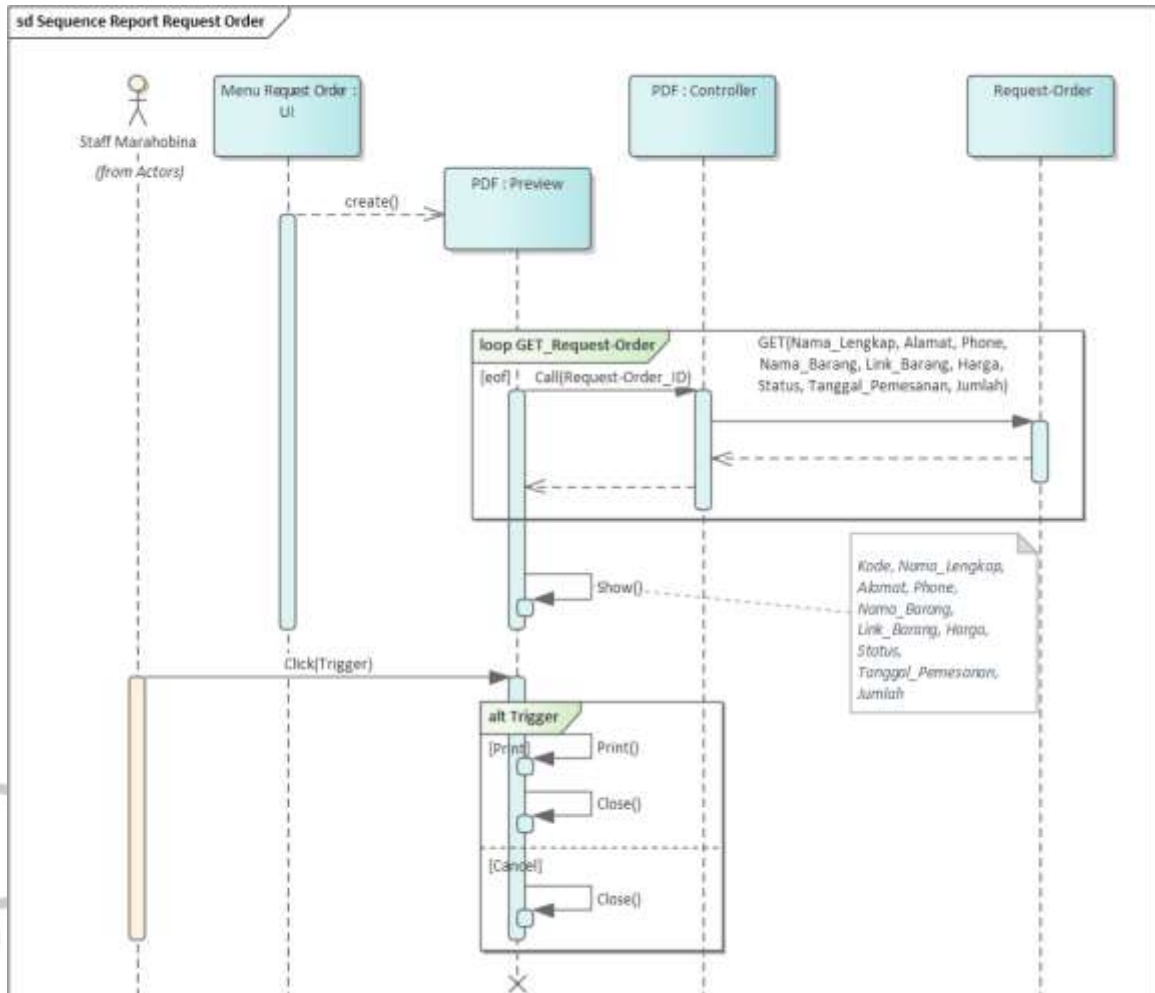 sd Sequence Report Request Order
Staff Marahobina
(from Actors)
Menu Request Order :
UI
PDF : Controller
Request-Order
PDF : Preview
create()
loop GET_Request-Order
[eof]
Call(Request-Order_ID)
GET(Nama_Lengkap, Alamat, Phone,
Nama_Barang, Link_Barang, Harga,
Status, Tanggal_Pemesanan, Jumlah)
Show()
Kode, Nama_Lengkap,
Alamat, Phone,
Nama_Barang,
Link_Barang, Harga,
Status,
Tanggal_Pemesanan,
Jumlah
Click(Trigger)
alt Trigger
[Print]
Print()
Close()
[Cancel]
Close()